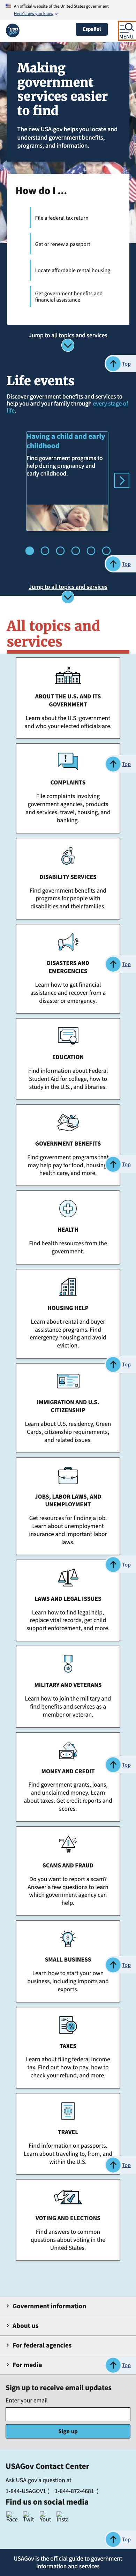 An official website of the United States government
Here's how you know
USA GOV
Español
MENU
Making
government
services easier
to find
The new USA.gov helps you locate and
understand government benefits,
programs, and information.
How do I ...
File a federal tax return
Get or renew a passport
Locate affordable rental housing
Get government benefits and
financial assistance
Jump to all topics and services
Top
Life events
Discover government benefits and services to
help you and your family through every stage of
life.
Having a child and early
childhood
Find government programs to
help during pregnancy and
early childhood.
Top
Jump to all topics and services
All topics and
services
ABOUT THE U.S. AND ITS
GOVERNMENT
Learn about the U.S. government
and who your elected officials are.
Top
COMPLAINTS
File complaints involving
government agencies, products
and services, travel, housing, and
banking.
DISABILITY SERVICES
Find government benefits and
programs for people with
disabilities and their families.
DISASTERS AND
EMERGENCIES
Top
Learn how to get financial
assistance and recover from a
disaster or emergency.
EDUCATION
Find information about Federal
Student Aid for college, how to
study in the U.S., and libraries.
GOVERNMENT BENEFITS
Find government programs that
may help pay for food, housing,
health care, and more.
Top
HEALTH
Find health resources from the
government.
HOUSING HELP
Learn about rental and buyer
assistance programs. Find
emergency housing and avoid
eviction.
Top
IMMIGRATION AND U.S.
CITIZENSHIP
Learn about U.S. residency, Green
Cards, citizenship requirements,
and related issues.
JOBS, LABOR LAWS, AND
UNEMPLOYMENT
Get resources for finding a job.
Learn about unemployment
insurance and important labor
laws.
Top
LAWS AND LEGAL ISSUES
Learn how to find legal help,
replace vital records, get child
support enforcement, and more.
MILITARY AND VETERANS
Learn how to join the military and
find benefits and services as a
member or veteran.
Top
MONEY AND CREDIT
Find government grants, loans,
and unclaimed money. Learn
about taxes. Get credit reports and
scores.
SCAMS AND FRAUD
Do you want to report a scam?
Answer a few questions to learn
which government agency can
help.
SMALL BUSINESS
Top
Learn how to start your own
business, including imports and
exports.
TAXES
Learn about filing federal income
tax. Find out how to pay, how to
check your refund, and more.
TRAVEL
Find information on passports.
Learn about traveling to, from, and
within the U.S.
Top
VOTING AND ELECTIONS
Find answers to common
questions about voting in the
United States.
Government information
About us
For federal agencies
For media
Top
Sign up to receive email updates
Enter your email
Sign up
USAGov Contact Center
Ask USA.gov a question at
1-844-USAGOV1 ( 1-844-872-4681 )
Find us on social media
Face Twit Yout Insta
Top
USAGov is the official guide to government
information and services